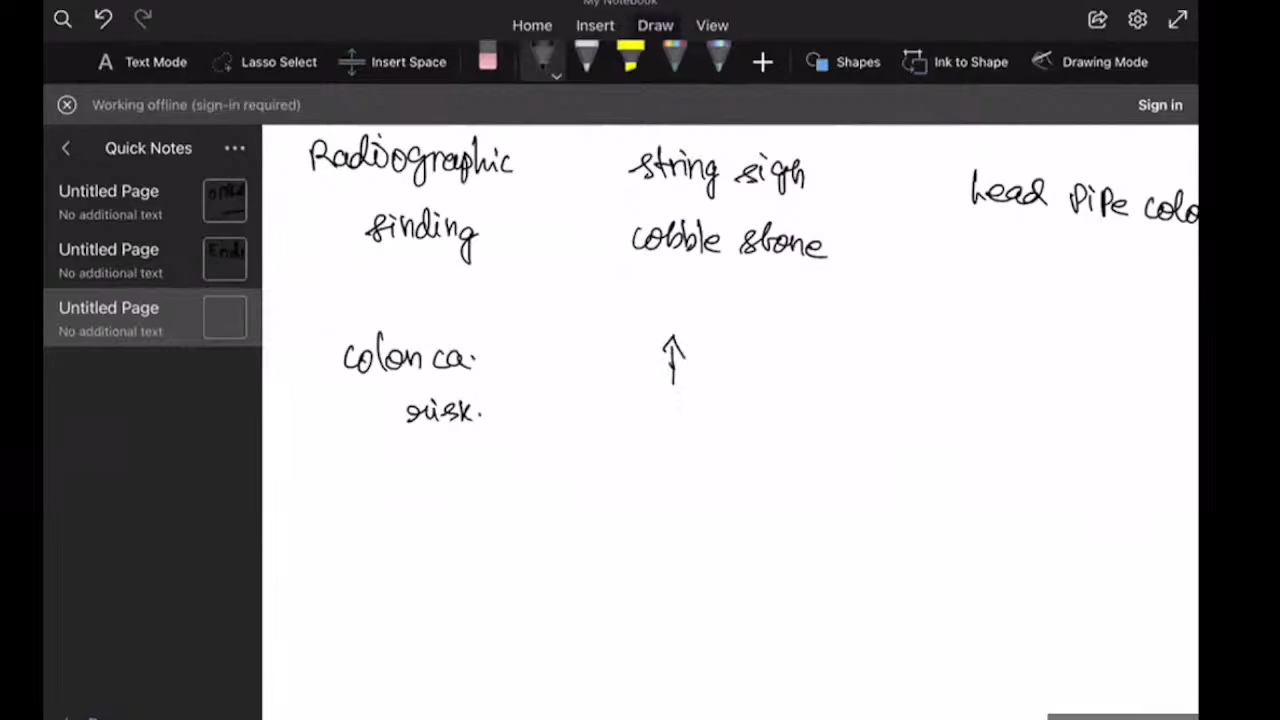 My Notebook
Home Insert Draw View
Text Mode Lasso Select Insert Space Shapes Ink to Shape Drawing Mode
Working offline (sign-in required) Sign in
Quick Notes
Untitled Page
No additional text
Untitled Page
No additional text
Untitled Page
No additional text
Radiographic string sign Lead pipe colo
finding cobble stone
colon ca. ↑
risk.